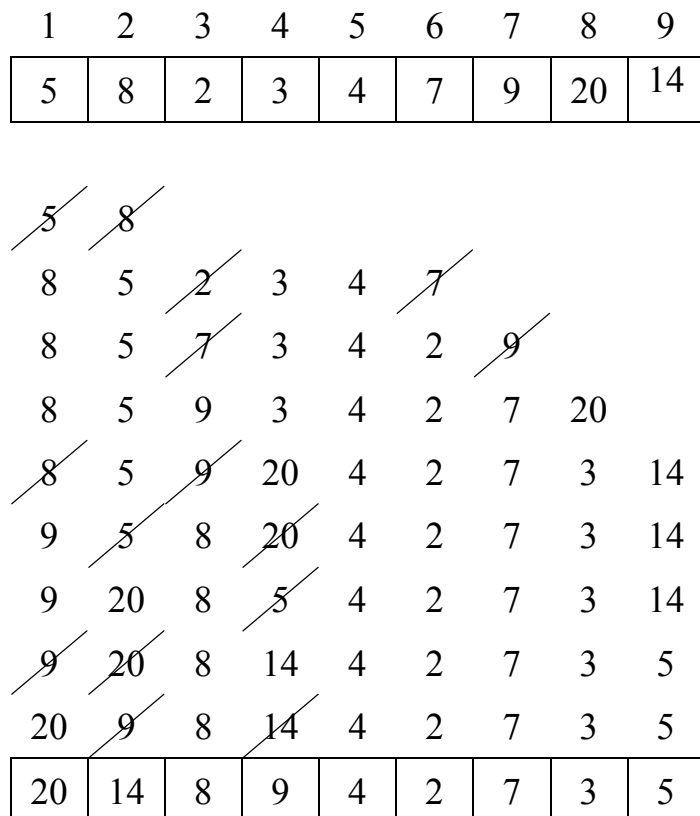 1 2 3 4 5 6 7 8 9
5 8 2 3 4 7 9 20 14
5 8
8 5 2 3 4 7
8 5 7 3 4 2 9
8 5 9 3 4 2 7 20
8 5 9 20 4 2 7 3 14
9 5 8 20 4 2 7 3 14
9 20 8 5 4 2 7 3 14
9 20 8 14 4 2 7 3 5
20 9 8 14 4 2 7 3 5
20 14 8 9 4 2 7 3 5